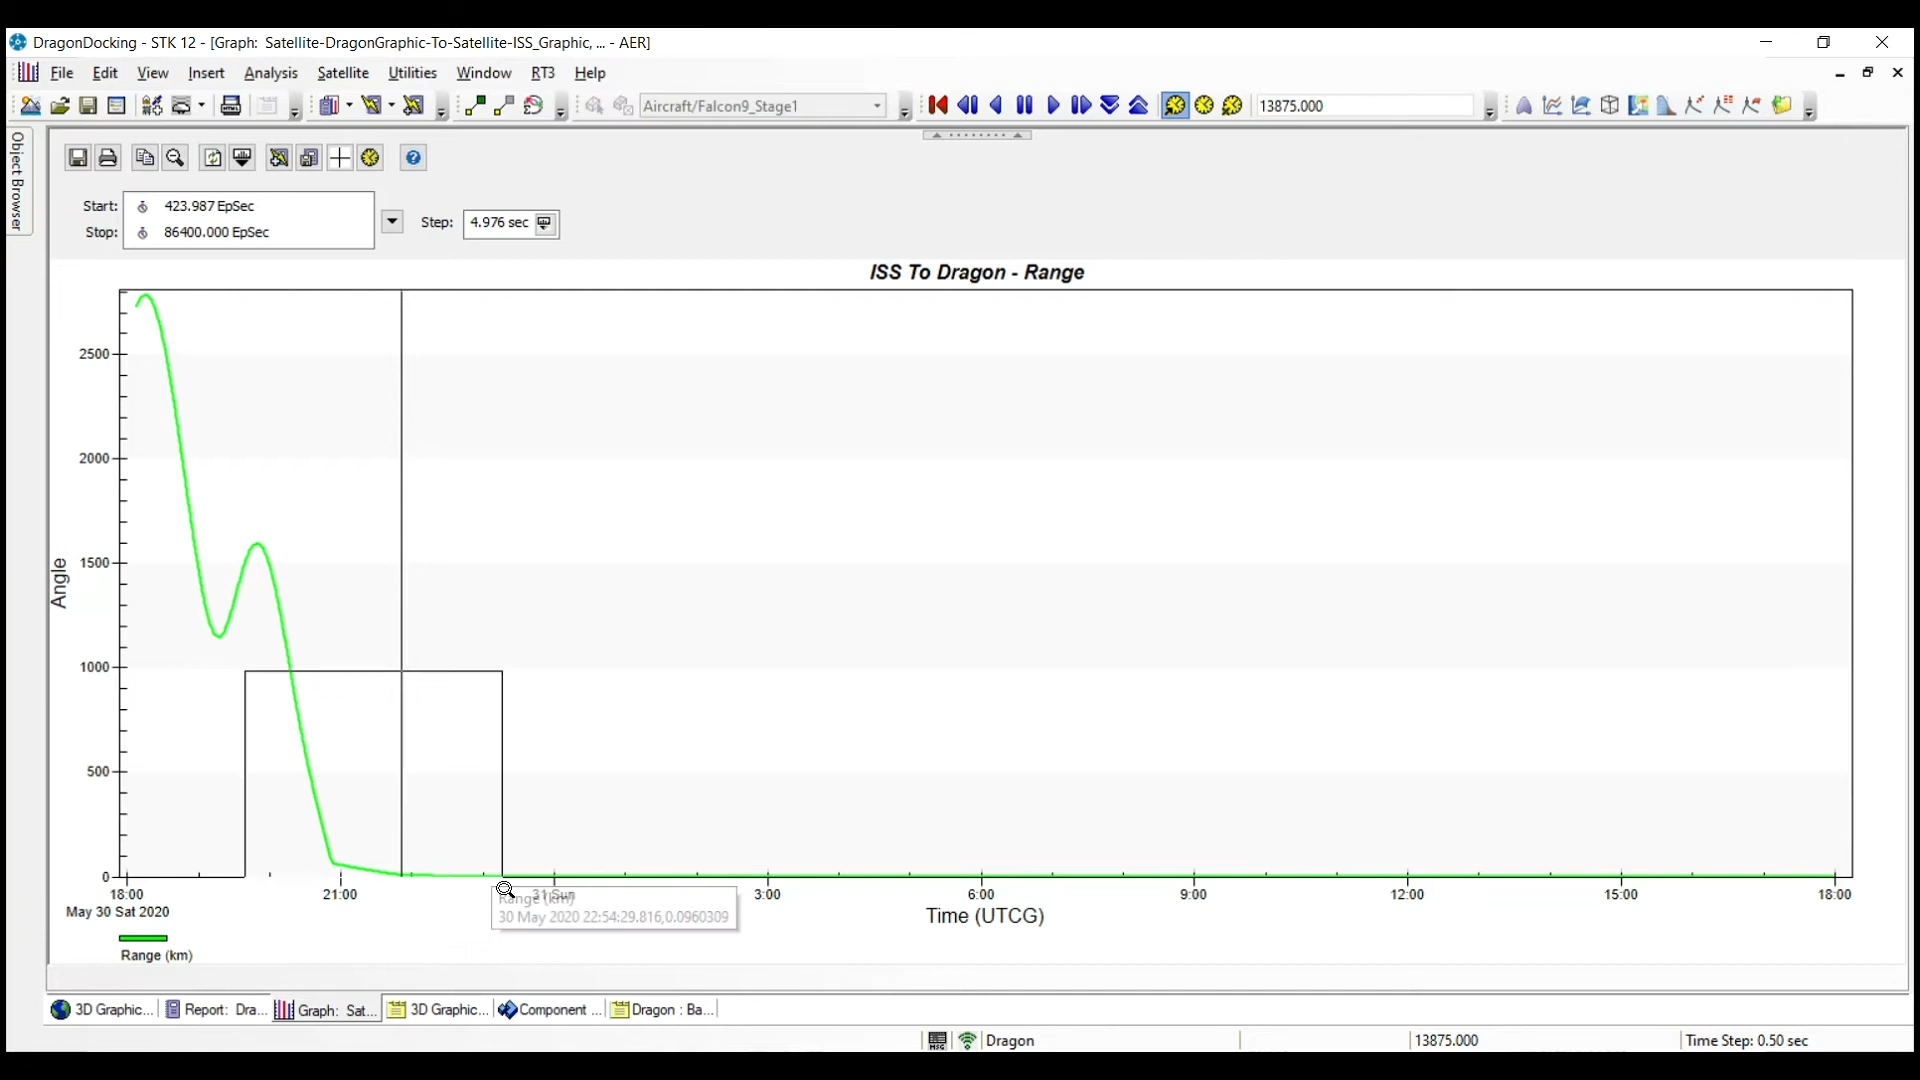 DragonDocking - STK 12 - [Graph:  Satellite-DragonGraphic-To-Satellite-ISS_Graphic, ... - AER]
File Edit View Insert Analysis Satellite Utilities Window RT3 Help
Aircraft/Falcon9_Stage1
13875.000
Object Browser
Start: 423.987 EpSec
Stop: 86400.000 EpSec
Step: 4.976 sec
ISS To Dragon - Range
Angle
2500
2000
1500
1000
500
0
18:00 21:00 31 Sun 3:00 6:00 9:00 12:00 15:00 18:00
May 30 Sat 2020
Time (UTCG)
Range (km)
30 May 2020 22:54:29.816,0.0960309
Range (km)
3D Graphic... Report: Dra... Graph: Sat... 3D Graphic... Component ... Dragon : Ba...
MSG
Dragon
13875.000
Time Step: 0.50 sec